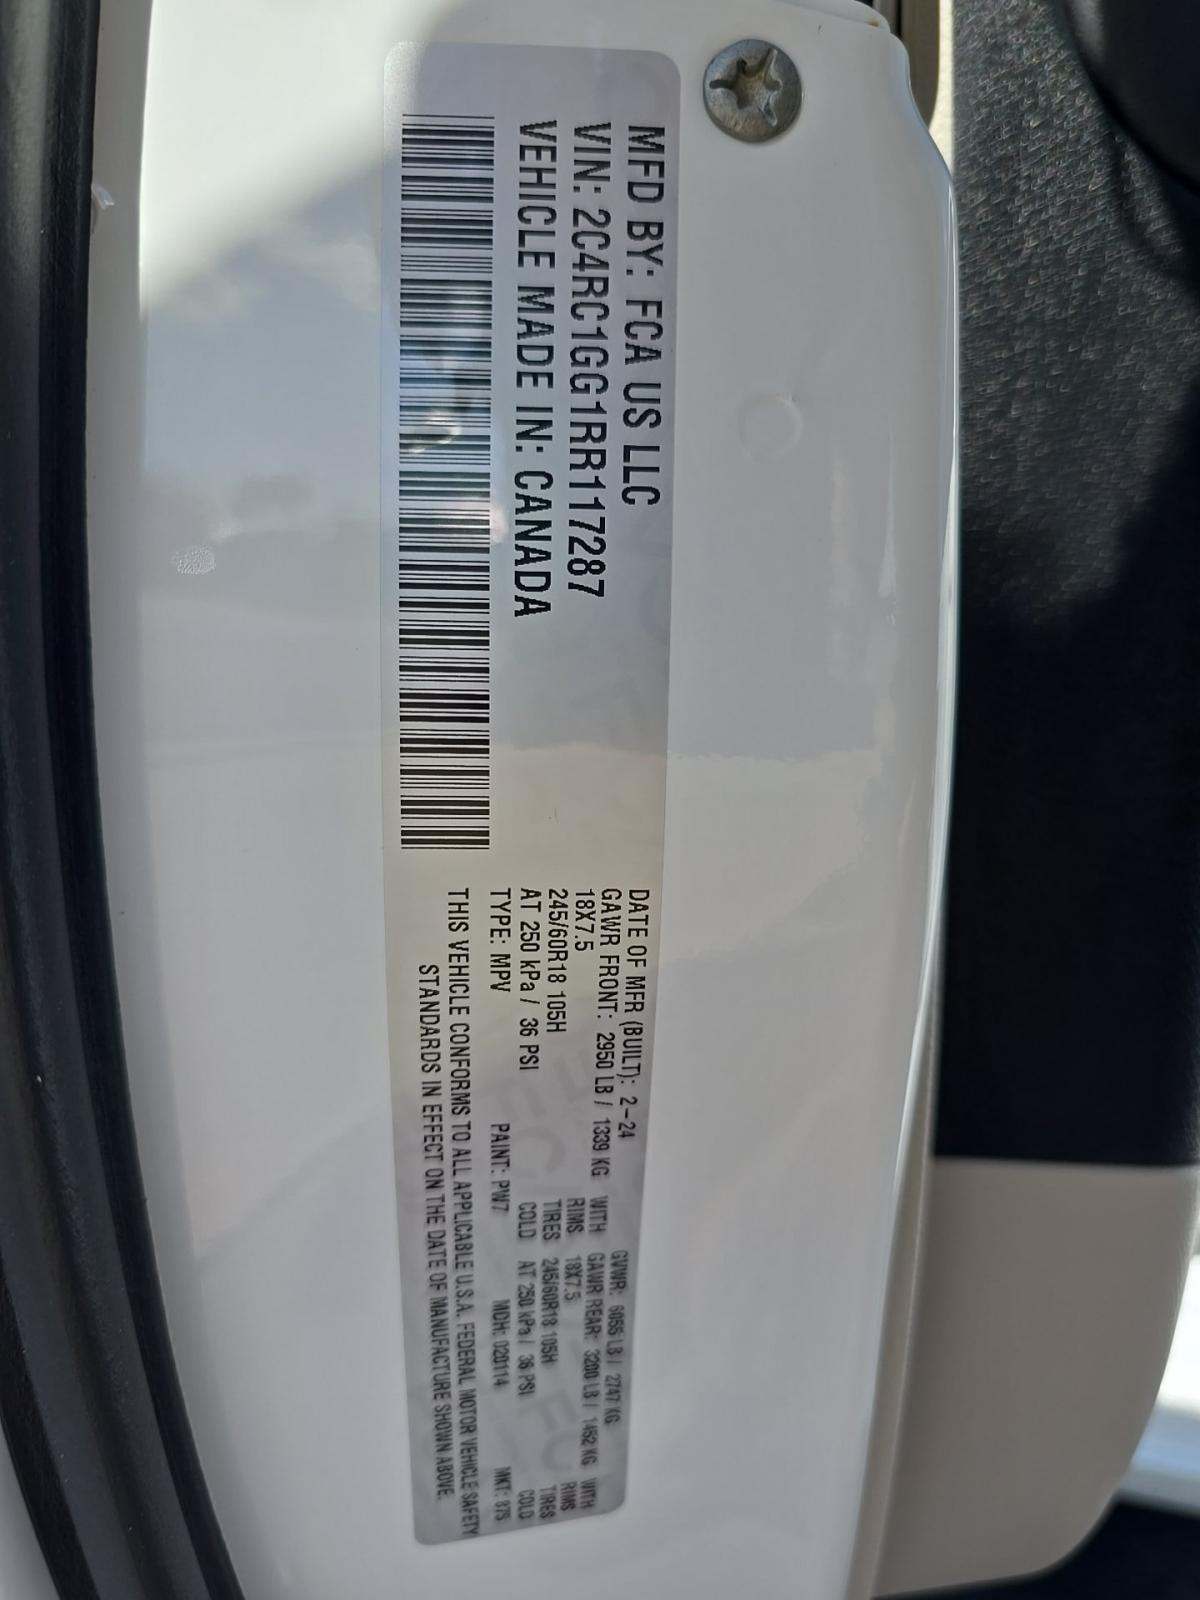 MFD BY: FCA US LLC
VIN: 2C4RC1GG1RR117287
VEHICLE MADE IN: CANADA
DATE OF MFR (BUILT): 2-24 GVWR: 6055 LB / 2747 KG
GAWR FRONT: 2950 LB / 1339 KG WITH GAWR REAR: 3200 LB / 1452 KG WITH
18X7.5 RIMS 18X7.5 RIMS
245/60R18 105H TIRES 245/60R18 105H TIRES
AT 250 kPa / 36 PSI COLD AT 250 kPa / 36 PSI COLD
TYPE: MPV PAINT: PW7 MDH: 020114 MKT:
THIS VEHICLE CONFORMS TO ALL APPLICABLE U.S.A. FEDERAL MOTOR VEHICLE SAFETY
STANDARDS IN EFFECT ON THE DATE OF MANUFACTURE SHOWN ABOVE.